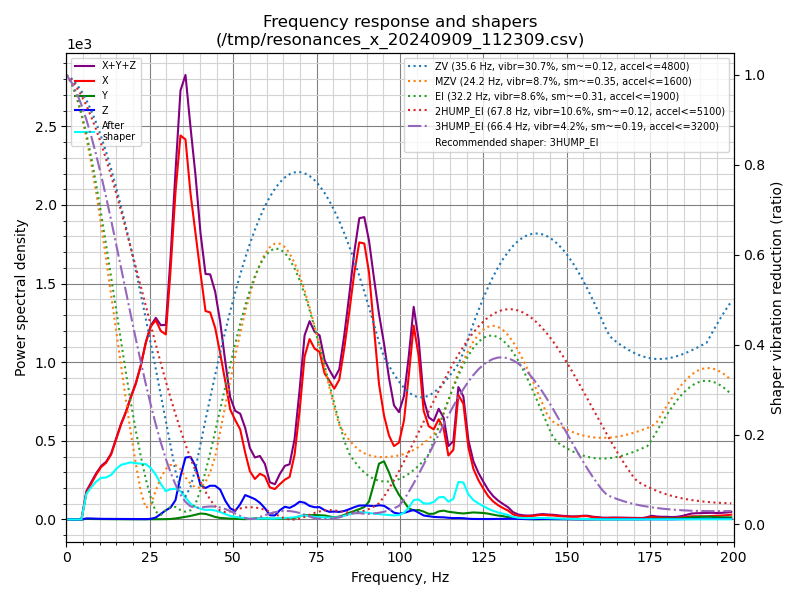 Frequency response and shapers
(/tmp/resonances_x_20240909_112309.csv)
1e3
X+Y+Z
X
Y
Z
After
shaper
ZV (35.6 Hz, vibr=30.7%, sm~=0.12, accel<=4800)
MZV (24.2 Hz, vibr=8.7%, sm~=0.35, accel<=1600)
EI (32.2 Hz, vibr=8.6%, sm~=0.31, accel<=1900)
2HUMP_EI (67.8 Hz, vibr=10.6%, sm~=0.12, accel<=5100)
3HUMP_EI (66.4 Hz, vibr=4.2%, sm~=0.19, accel<=3200)
Recommended shaper: 3HUMP_EI
2.5
2.0
1.5
1.0
0.5
0.0
Power spectral density
1.0
0.8
0.6
0.4
0.2
0.0
Shaper vibration reduction (ratio)
0 25 50 75 100 125 150 175 200
Frequency, Hz